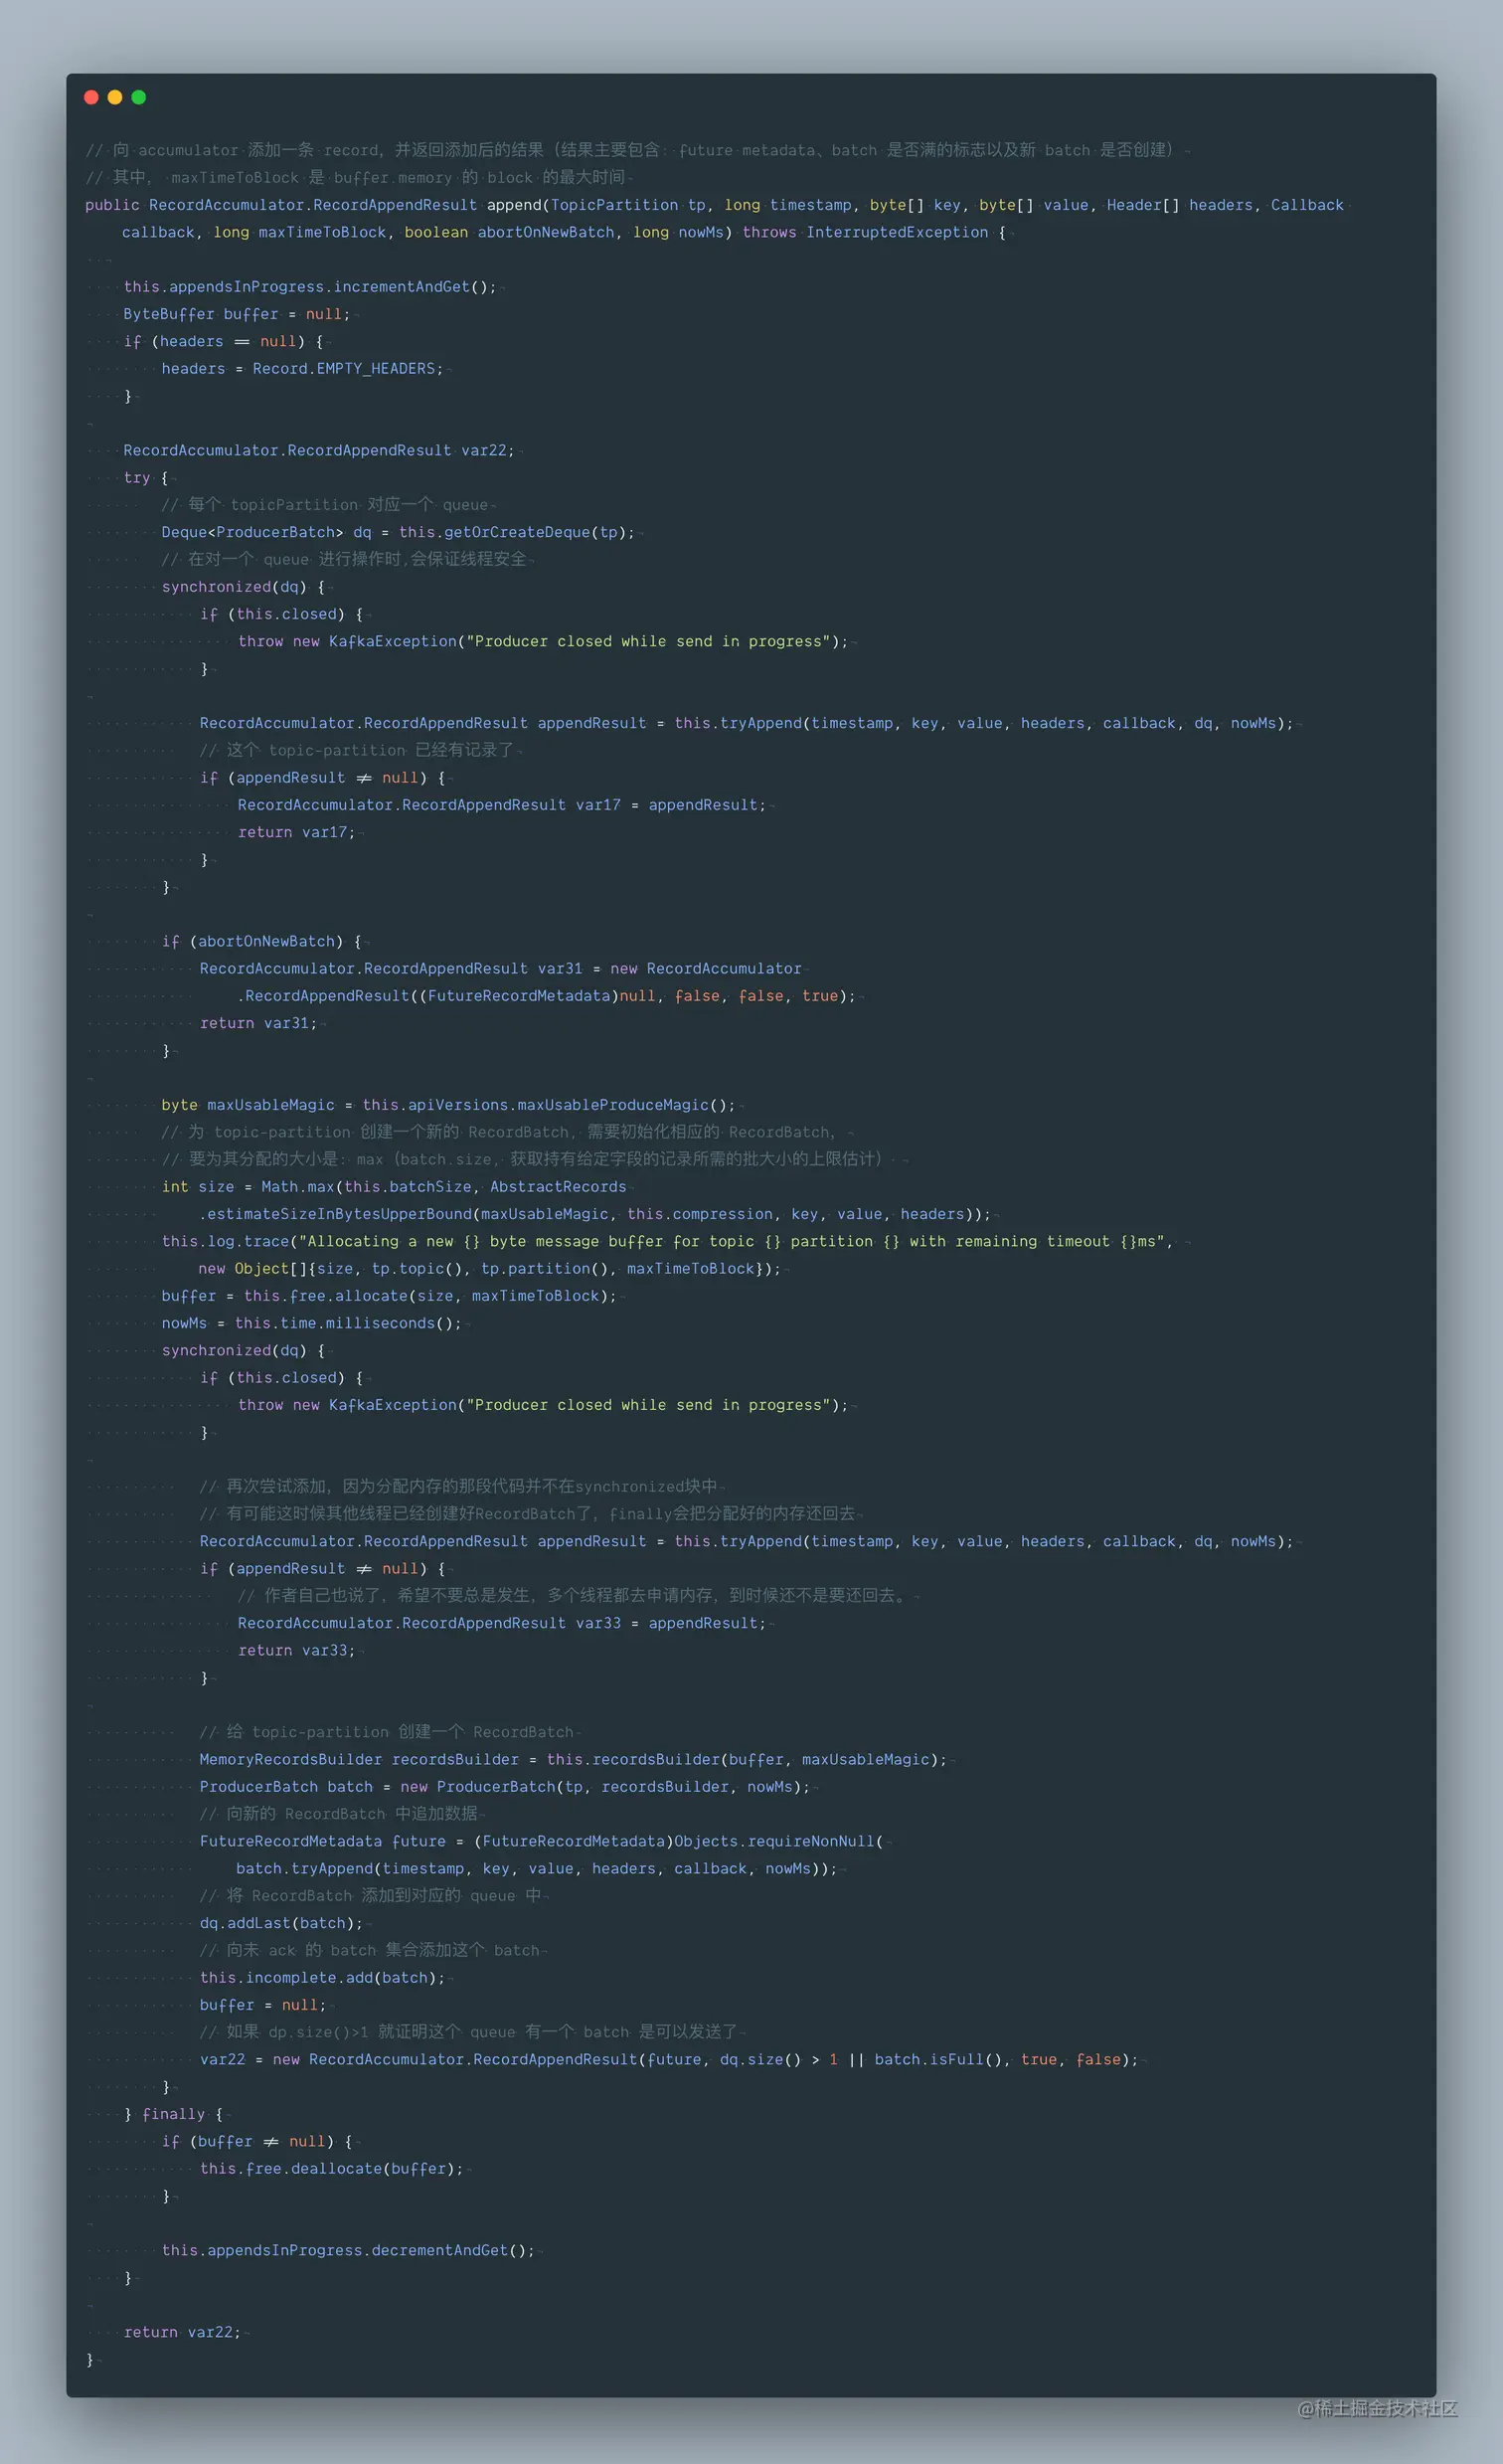 // 向 accumulator 添加一条 record，并返回添加后的结果（结果主要包含：future metadata、batch 是否满的标志以及新 batch 是否创建）
// 其中， maxTimeToBlock 是 buffer.memory 的 block 的最大时间
public RecordAccumulator.RecordAppendResult append(TopicPartition tp, long timestamp, byte[] key, byte[] value, Header[] headers, Callback
    callback, long maxTimeToBlock, boolean abortOnNewBatch, long nowMs) throws InterruptedException {
    this.appendsInProgress.incrementAndGet();
    ByteBuffer buffer = null;
    if (headers == null) {
        headers = Record.EMPTY_HEADERS;
    }
    RecordAccumulator.RecordAppendResult var22;
    try {
        // 每个 topicPartition 对应一个 queue
        Deque<ProducerBatch> dq = this.getOrCreateDeque(tp);
        // 在对一个 queue 进行操作时,会保证线程安全
        synchronized(dq) {
            if (this.closed) {
                throw new KafkaException("Producer closed while send in progress");
            }
            RecordAccumulator.RecordAppendResult appendResult = this.tryAppend(timestamp, key, value, headers, callback, dq, nowMs);
            // 这个 topic-partition 已经有记录了
            if (appendResult != null) {
                RecordAccumulator.RecordAppendResult var17 = appendResult;
                return var17;
            }
        }
        if (abortOnNewBatch) {
            RecordAccumulator.RecordAppendResult var31 = new RecordAccumulator
                .RecordAppendResult((FutureRecordMetadata)null, false, false, true);
            return var31;
        }
        byte maxUsableMagic = this.apiVersions.maxUsableProduceMagic();
        // 为 topic-partition 创建一个新的 RecordBatch, 需要初始化相应的 RecordBatch，
        // 要为其分配的大小是: max（batch.size, 获取持有给定字段的记录所需的批大小的上限估计）
        int size = Math.max(this.batchSize, AbstractRecords
            .estimateSizeInBytesUpperBound(maxUsableMagic, this.compression, key, value, headers));
        this.log.trace("Allocating a new {} byte message buffer for topic {} partition {} with remaining timeout {}ms",
            new Object[]{size, tp.topic(), tp.partition(), maxTimeToBlock});
        buffer = this.free.allocate(size, maxTimeToBlock);
        nowMs = this.time.milliseconds();
        synchronized(dq) {
            if (this.closed) {
                throw new KafkaException("Producer closed while send in progress");
            }
            // 再次尝试添加，因为分配内存的那段代码并不在synchronized块中
            // 有可能这时候其他线程已经创建好RecordBatch了，finally会把分配好的内存还回去
            RecordAccumulator.RecordAppendResult appendResult = this.tryAppend(timestamp, key, value, headers, callback, dq, nowMs);
            if (appendResult != null) {
                // 作者自己也说了，希望不要总是发生，多个线程都去申请内存，到时候还不是要还回去。
                RecordAccumulator.RecordAppendResult var33 = appendResult;
                return var33;
            }
            // 给 topic-partition 创建一个 RecordBatch
            MemoryRecordsBuilder recordsBuilder = this.recordsBuilder(buffer, maxUsableMagic);
            ProducerBatch batch = new ProducerBatch(tp, recordsBuilder, nowMs);
            // 向新的 RecordBatch 中追加数据
            FutureRecordMetadata future = (FutureRecordMetadata)Objects.requireNonNull(
                batch.tryAppend(timestamp, key, value, headers, callback, nowMs));
            // 将 RecordBatch 添加到对应的 queue 中
            dq.addLast(batch);
            // 向未 ack 的 batch 集合添加这个 batch
            this.incomplete.add(batch);
            buffer = null;
            // 如果 dp.size()>1 就证明这个 queue 有一个 batch 是可以发送了
            var22 = new RecordAccumulator.RecordAppendResult(future, dq.size() > 1 || batch.isFull(), true, false);
        }
    } finally {
        if (buffer != null) {
            this.free.deallocate(buffer);
        }
        this.appendsInProgress.decrementAndGet();
    }
    return var22;
}
@稀土掘金技术社区